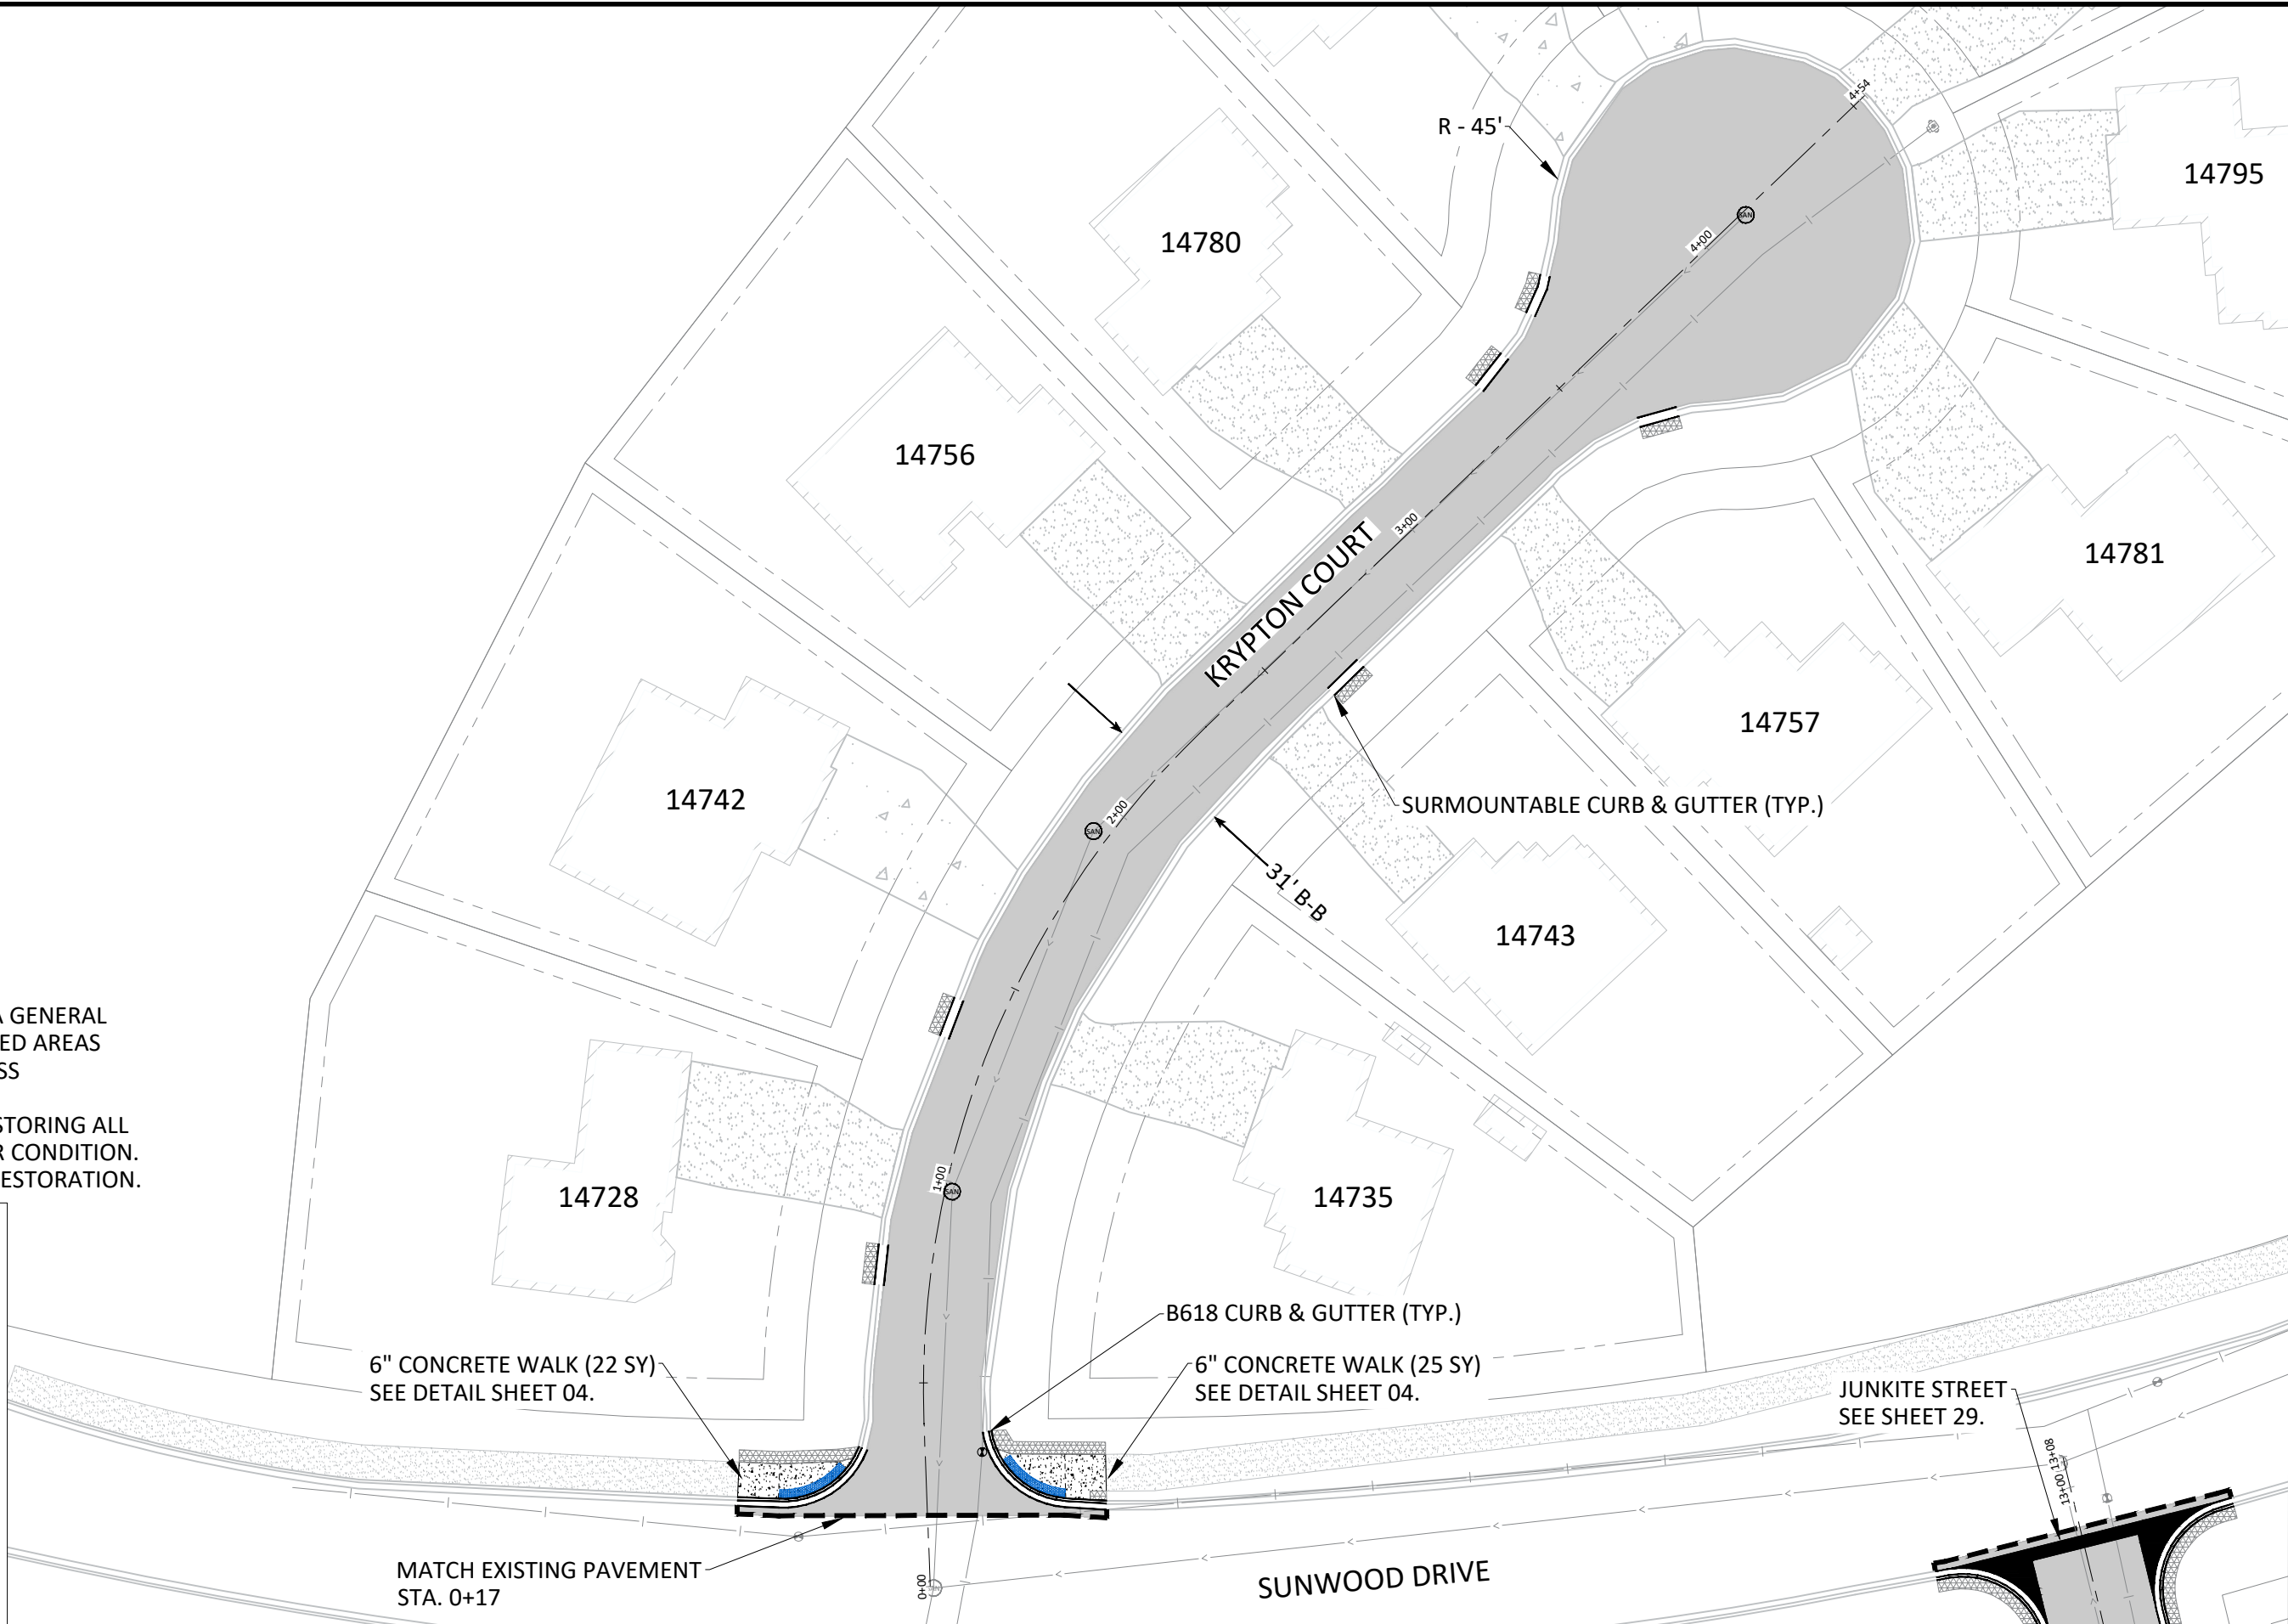 R - 45'
4+54
14795
14780
SAN
4+00
14756
14781
3+00
KRYPTON COURT
14757
14742
SURMOUNTABLE CURB & GUTTER (TYP.)
2+00
SAN
31' B-B
14743
A GENERAL
ED AREAS
SS
STORING ALL
R CONDITION.
ESTORATION.
1+00
SAN
14728
14735
B618 CURB & GUTTER (TYP.)
6" CONCRETE WALK (22 SY)
SEE DETAIL SHEET 04.
6" CONCRETE WALK (25 SY)
SEE DETAIL SHEET 04.
JUNKITE STREET
SEE SHEET 29.
13+00
13+08
MATCH EXISTING PAVEMENT
STA. 0+17
0+00
SAN
SUNWOOD DRIVE